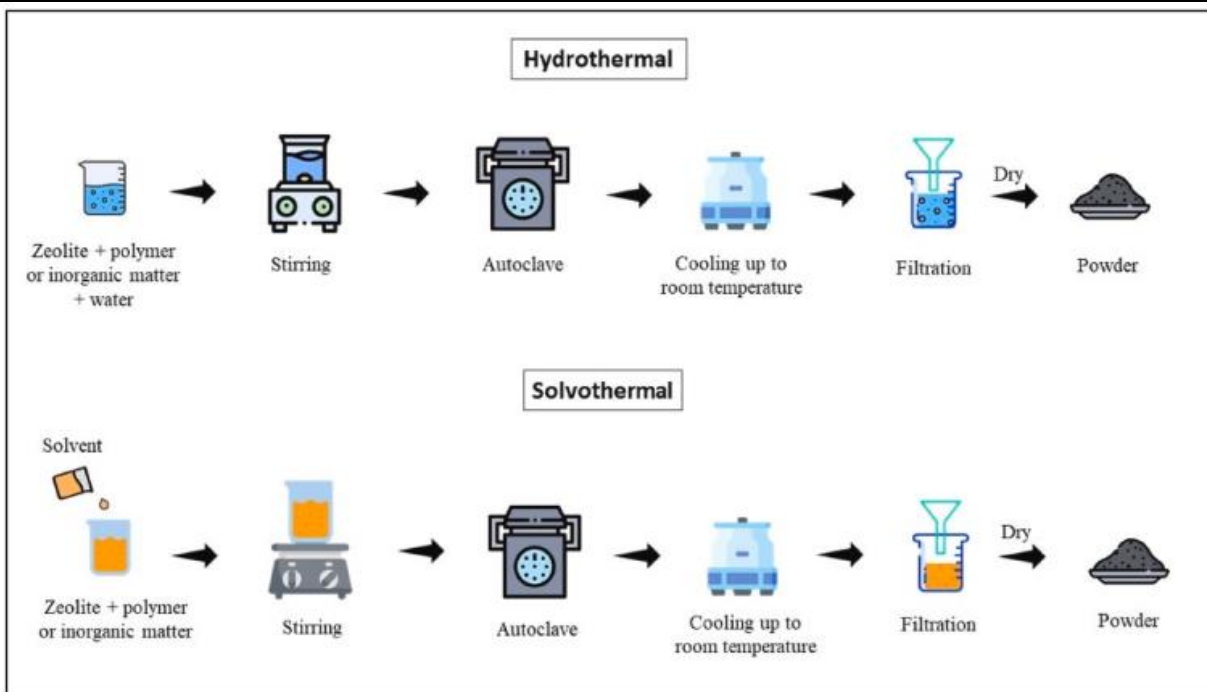 Hydrothermal
Dry
Zeolite + polymer
or inorganic matter
+ water
Stirring
Autoclave
Cooling up to
room temperature
Filtration
Powder
Solvothermal
Solvent
Dry
Zeolite + polymer
or inorganic matter
Stirring
Autoclave
Cooling up to
room temperature
Filtration
Powder